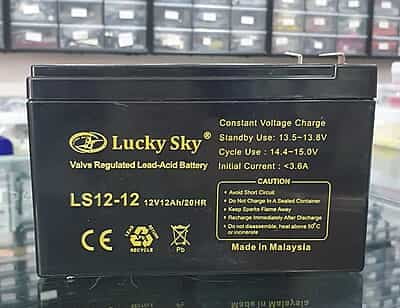 Lucky Sky®
Valve Regulated Lead-Acid Battery
LS12-12 12V12Ah/20HR
CE
LEAD RECYCLE
Pb
Constant Voltage Charge
Standby Use: 13.5~13.8V
Cycle Use : 14.4~15.0V
Initial Current : <3.6A
CAUTION
• Avoid Short Circuit
• Do Not Charge In A Sealed Container
• Keep Sparks Flame Away
• Recharge Immediately After Discharge
• Do not disassemble, heat above 50°C
or incinerate
Made in Malaysia